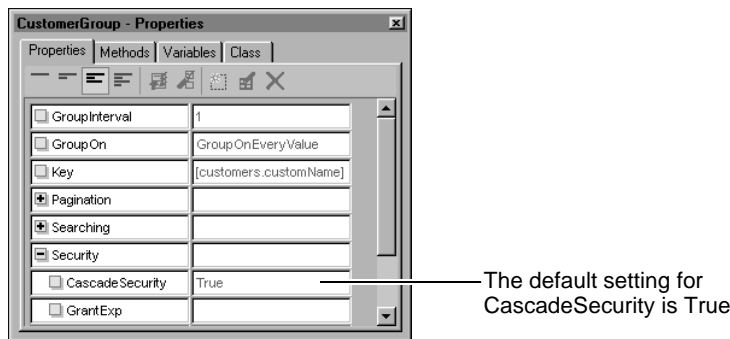 CustomerGroup - Properties
Properties Methods Variables Class
GroupInterval 1
GroupOn GroupOnEveryValue
Key [customers.customName]
Pagination
Searching
Security
CascadeSecurity True
GrantExp
The default setting for
CascadeSecurity is True